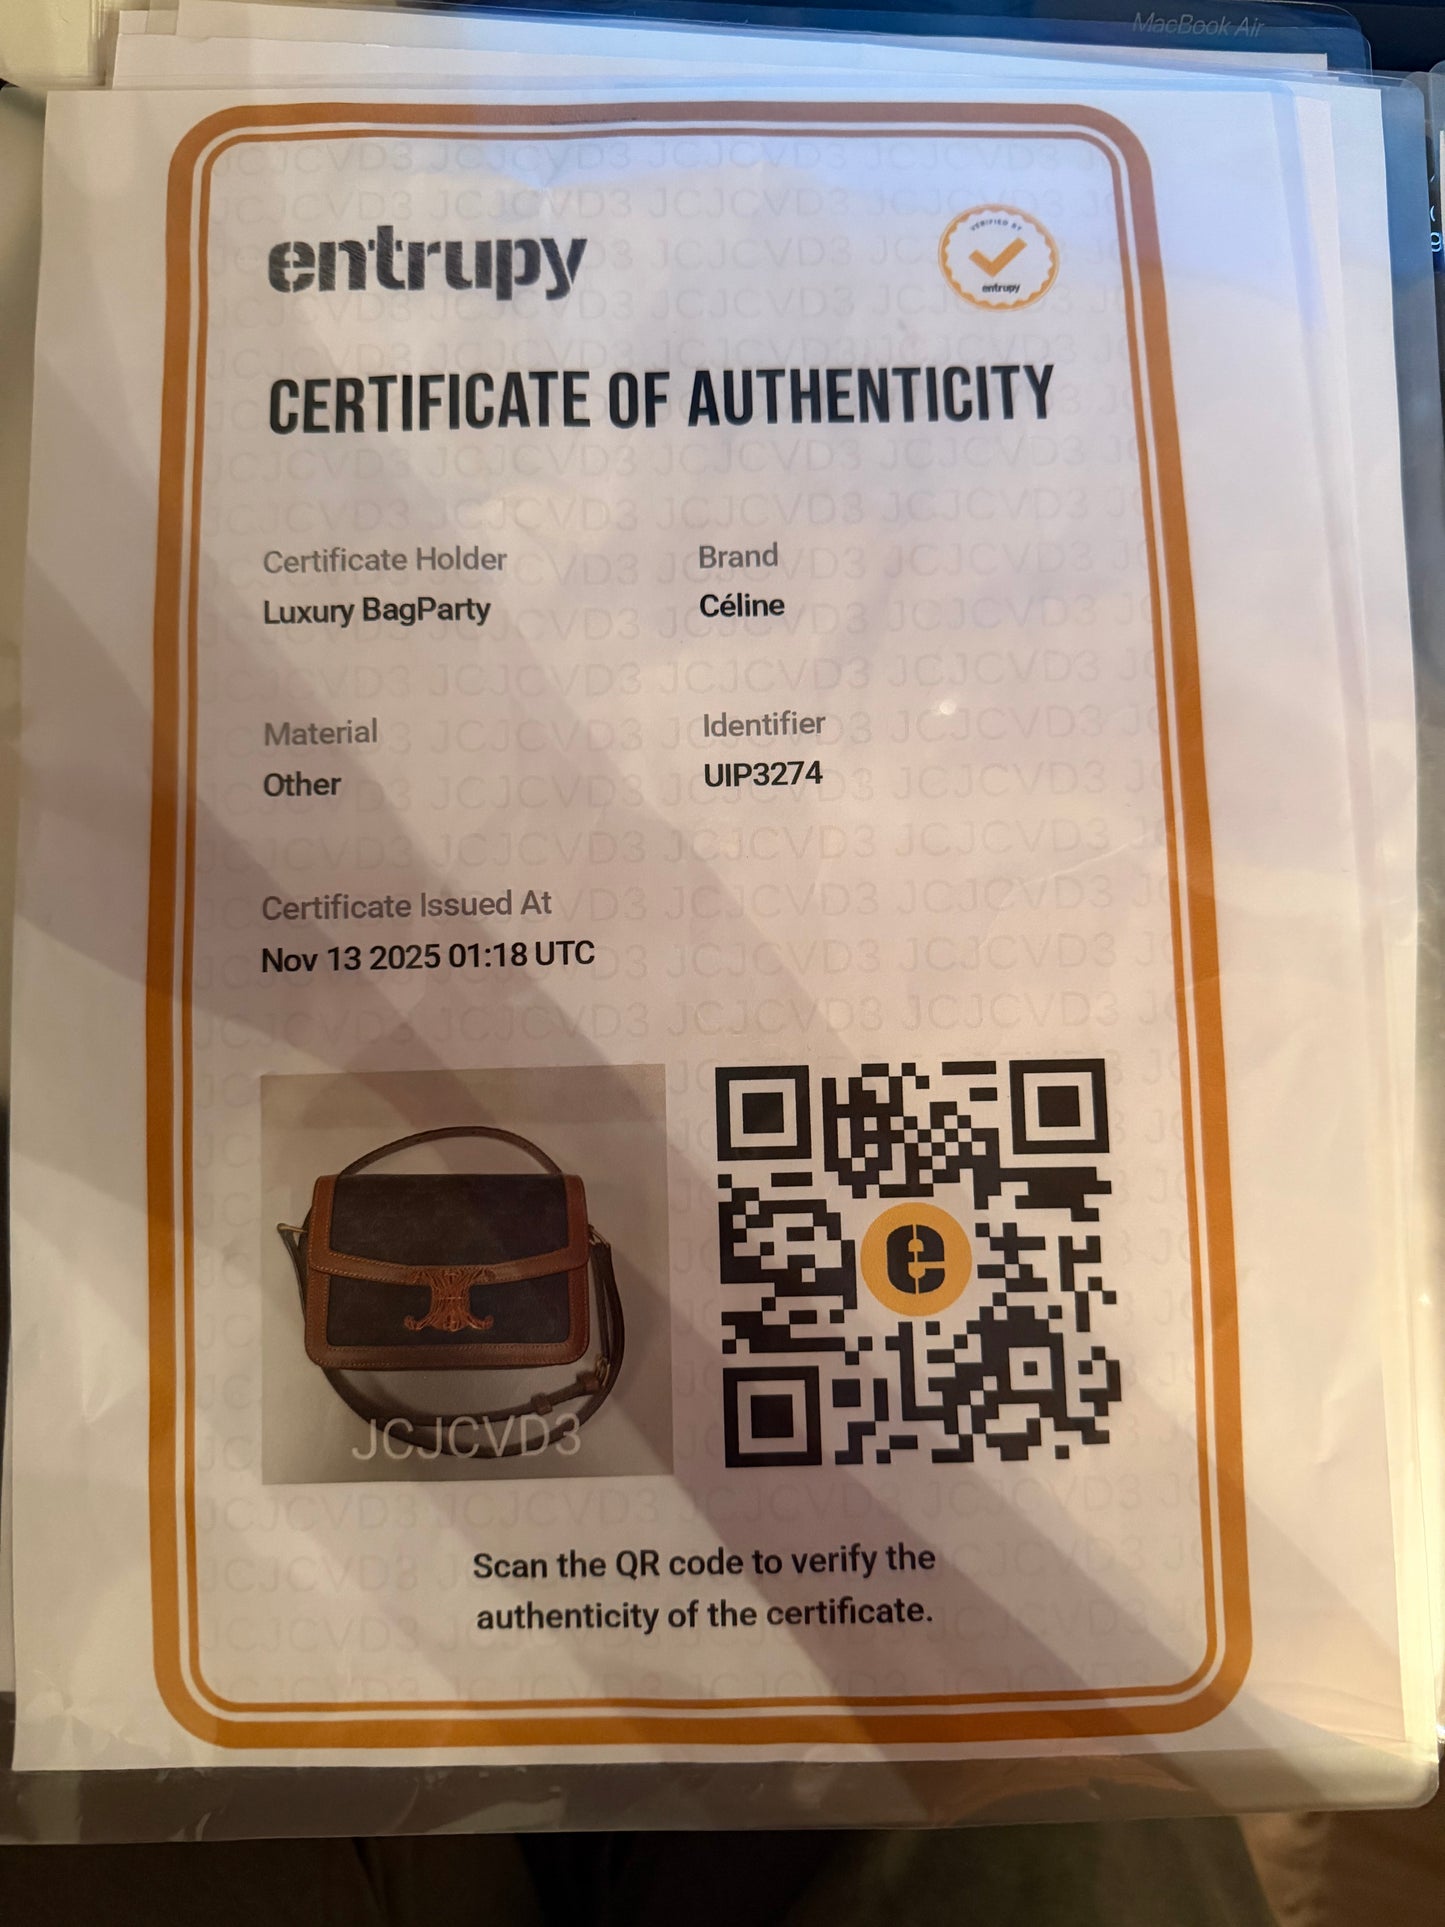 MacBook Air
entrupy
VERIFIED BY
entrupy
CERTIFICATE OF AUTHENTICITY
Certificate Holder
Brand
Luxury BagParty
Céline
Material
Identifier
Other
UIP3274
Certificate Issued At
Nov 13 2025 01:18 UTC
JCJCVD3
e
Scan the QR code to verify the
authenticity of the certificate.